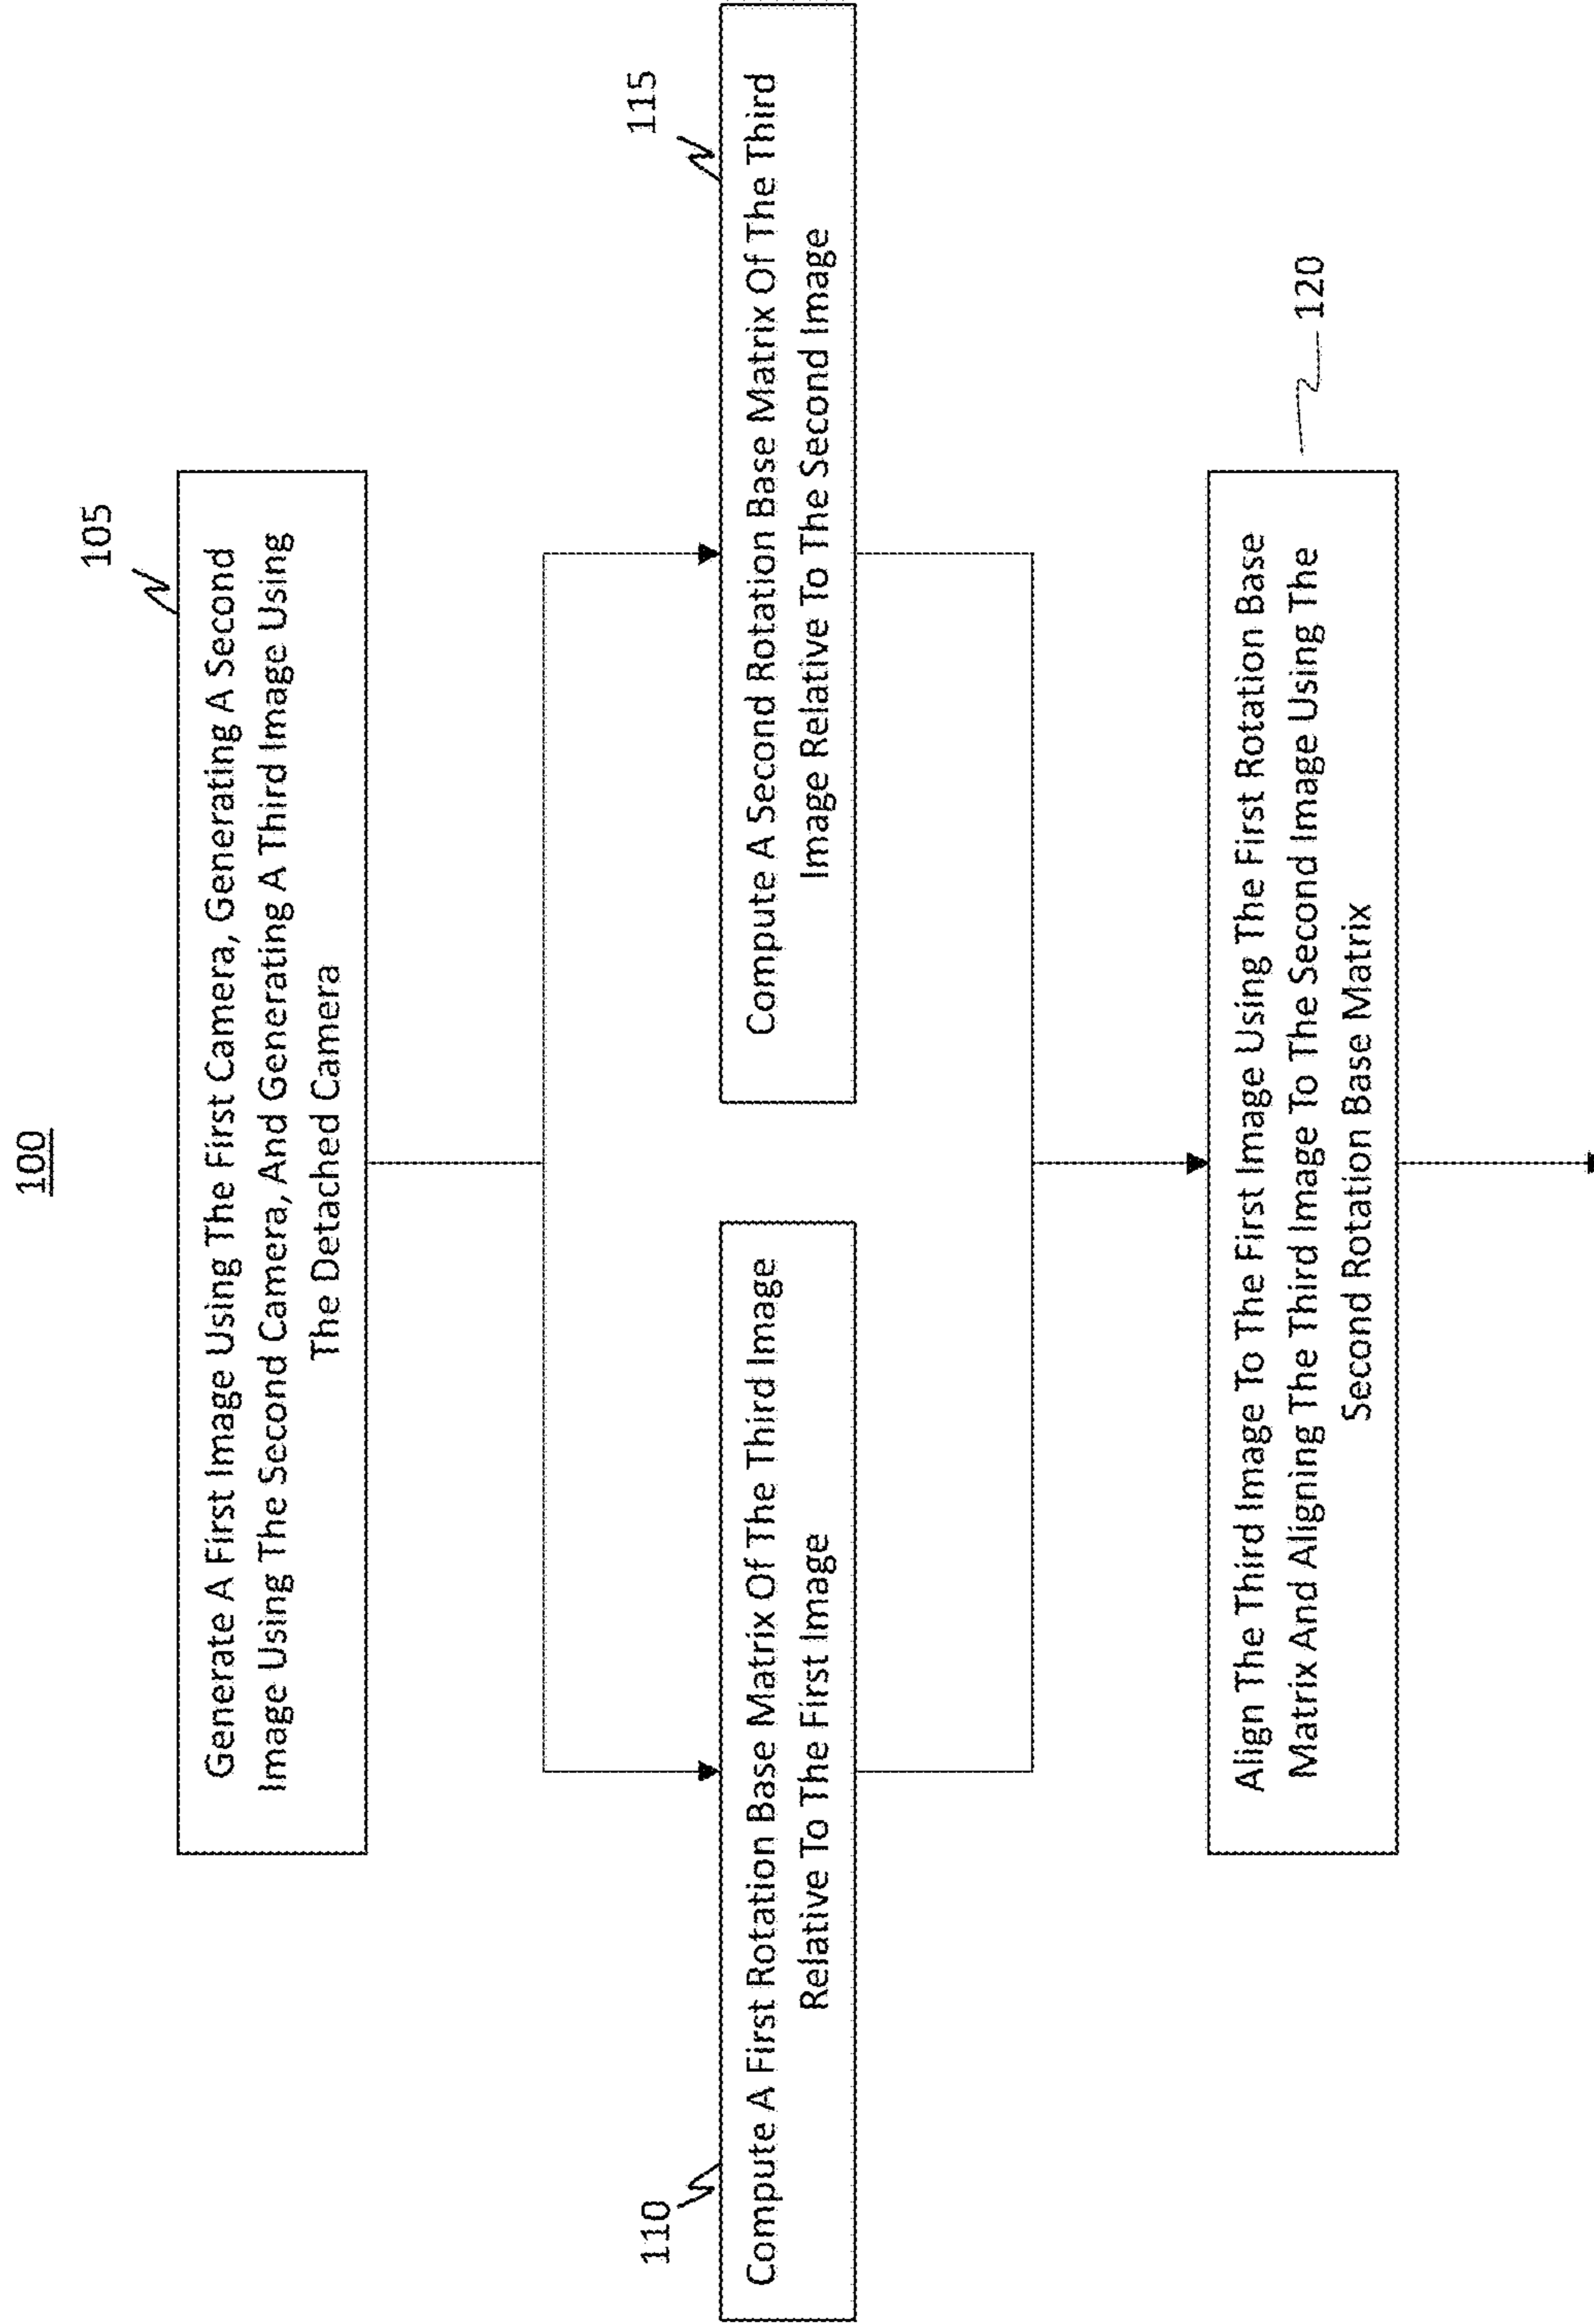 100
105
Generate A First Image Using The First Camera, Generating A Second
Image Using The Second Camera, And Generating A Third Image Using
The Detached Camera
110
Compute A First Rotation Base Matrix Of The Third Image
Relative To The First Image
115
Compute A Second Rotation Base Matrix Of The Third
Image Relative To The Second Image
120
Align The Third Image To The First Image Using The First Rotation Base
Matrix And Aligning The Third Image To The Second Image Using The
Second Rotation Base Matrix